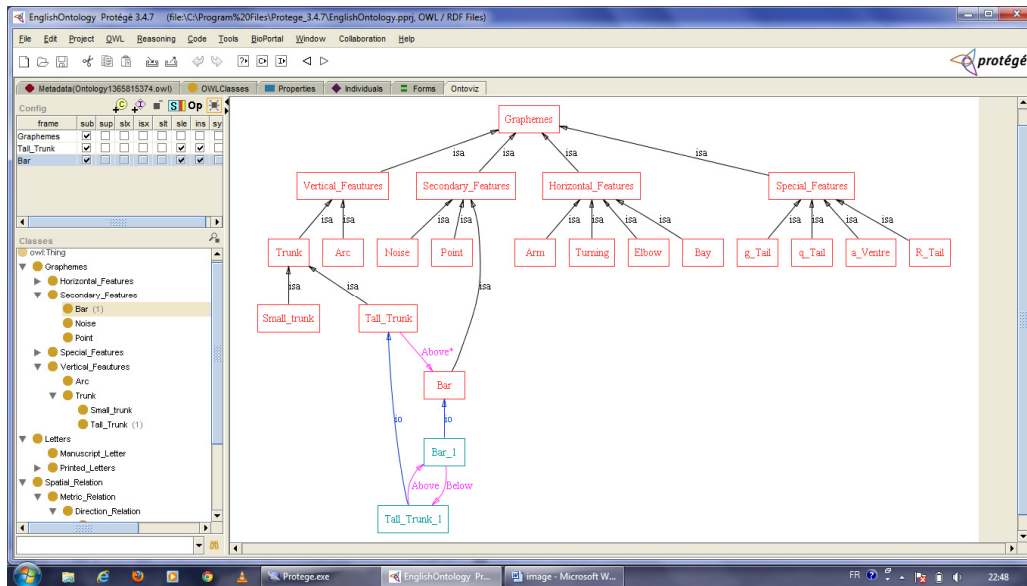 EnglishOntology Protégé 3.4.7 (file:\C:\Program%20Files\Protege_3.4.7\EnglishOntology.pprj, OWL / RDF Files)
File Edit Project OWL Reasoning Code Tools BioPortal Window Collaboration Help
protégé
Metadata(Ontology1365815374.owl) OWLClasses Properties Individuals Forms Ontoviz
Config Op
frame sub sup slx isx slt sle ins sy
Graphemes
Tall_Trunk
Bar
Classes
owl:Thing
Graphemes
Horizontal_Features
Secondary_Features
Bar (1)
Noise
Point
Special_Features
Vertical_Feautures
Arc
Trunk
Small_trunk
Tall_Trunk (1)
Letters
Manuscript_Letter
Printed_Letters
Spatial_Relation
Metric_Relation
Direction_Relation
Graphemes
isa isa isa isa
Vertical_Feautures Secondary_Features Horizontal_Features Special_Features
isa isa isa isa isa isa isa isa isa isa isa isa
Trunk Arc Noise Point Arm Turning Elbow Bay g_Tail q_Tail a_Ventre R_Tail
isa isa isa
Small_trunk Tall_Trunk
Above*
Bar
io io
Bar_1
Above Below
Tall_Trunk_1
Protege.exe EnglishOntology Pr... image - Microsoft W... FR 22:48